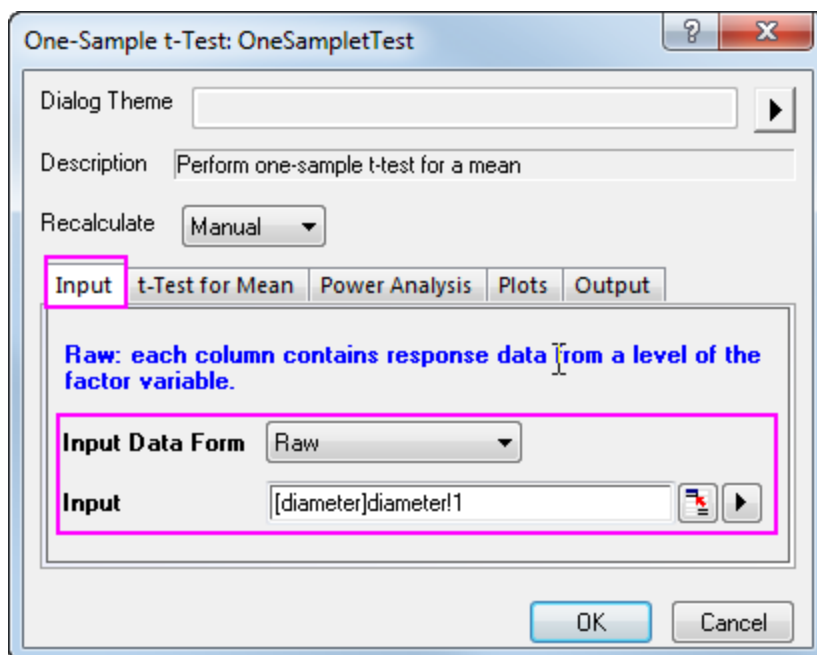 One-Sample t-Test: OneSampletTest
Dialog Theme
Description Perform one-sample t-test for a mean
Recalculate Manual
Input t-Test for Mean Power Analysis Plots Output
Raw: each column contains response data from a level of the
factor variable.
Input Data Form Raw
Input [diameter]diameter!1
OK Cancel